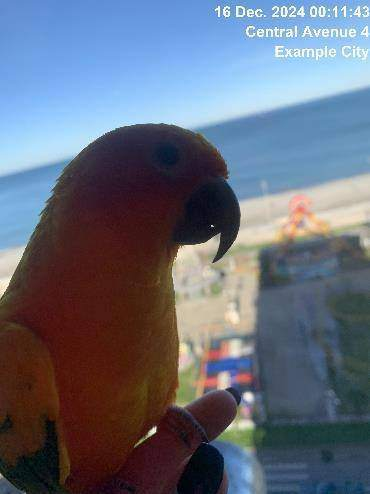 16 Dec. 2024 00:11:43
Central Avenue 4
Example City